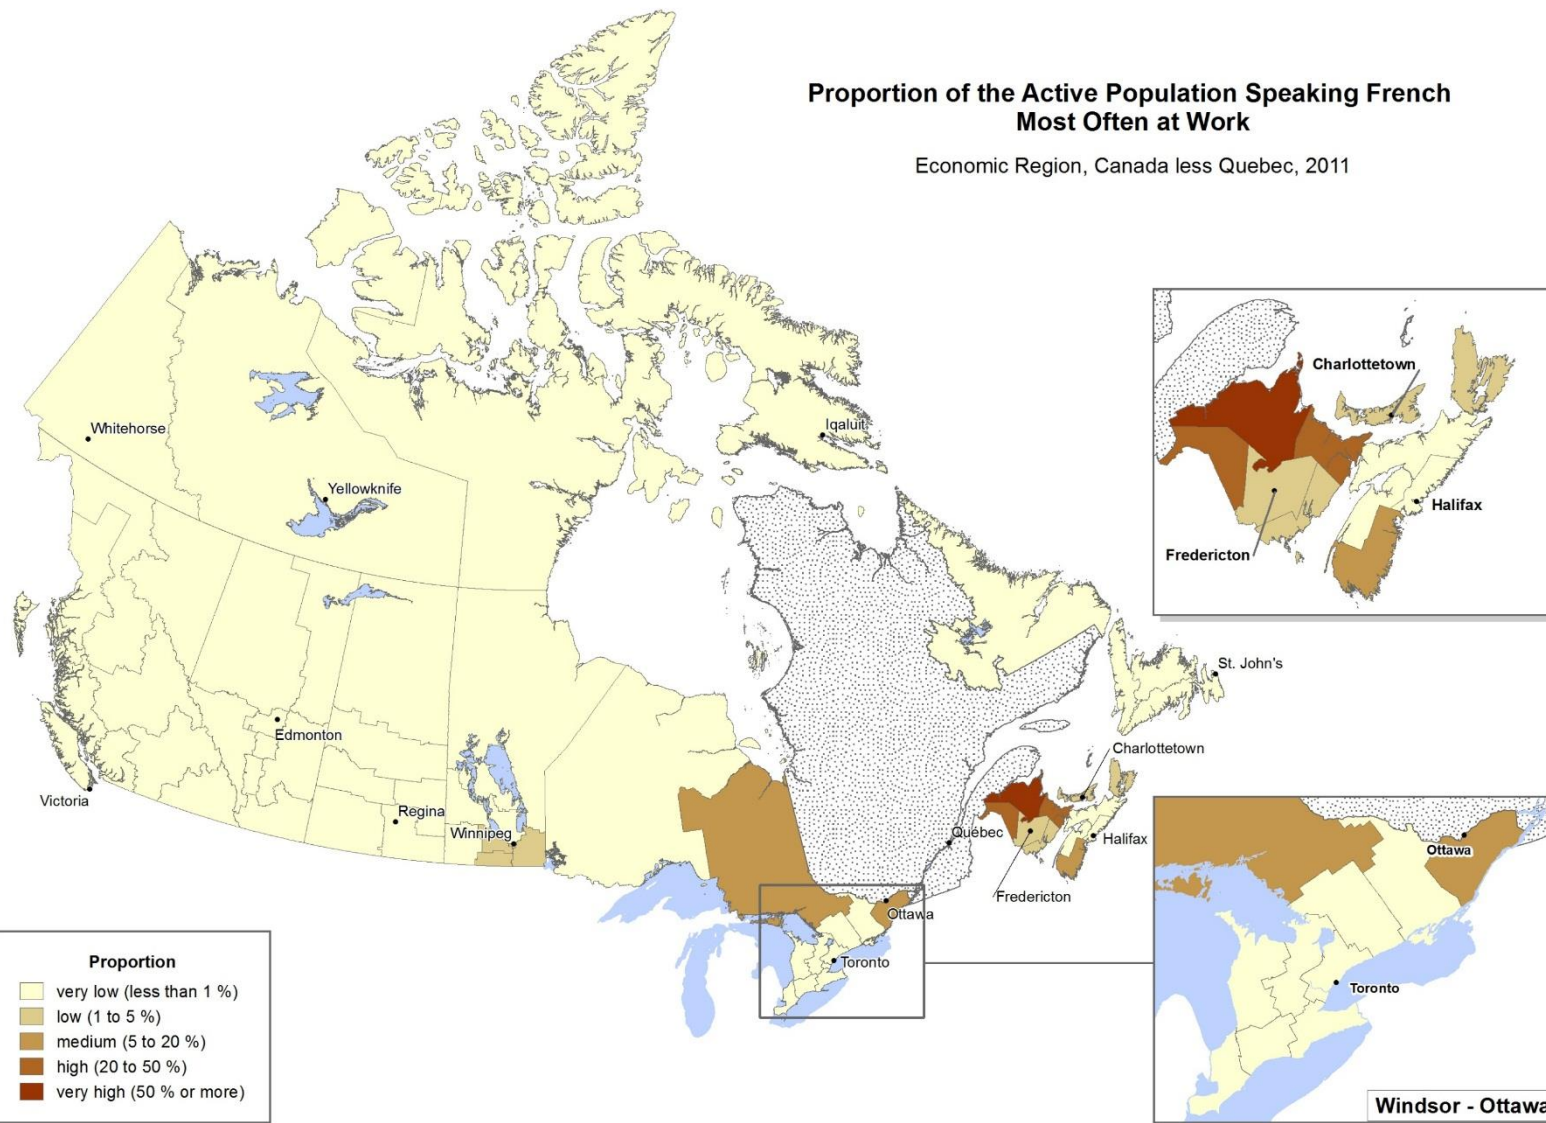 Proportion of the Active Population Speaking French
Most Often at Work
Economic Region, Canada less Quebec, 2011
Whitehorse
Yellowknife
Iqaluit
Edmonton
Victoria
Regina
Winnipeg
St. John's
Charlottetown
Québec
Halifax
Fredericton
Ottawa
Toronto
Charlottetown
Halifax
Fredericton
Ottawa
Toronto
Windsor - Ottawa
Proportion
very low (less than 1 %)
low (1 to 5 %)
medium (5 to 20 %)
high (20 to 50 %)
very high (50 % or more)